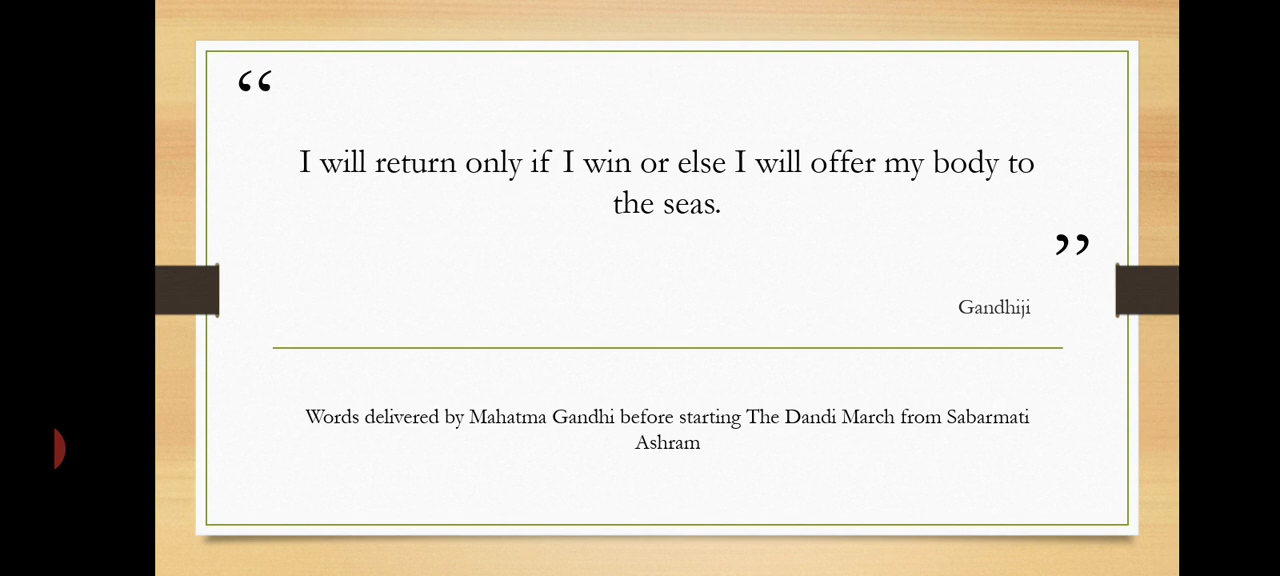 “
I will return only if I win or else I will offer my body to
the seas.
”
Gandhiji
Words delivered by Mahatma Gandhi before starting The Dandi March from Sabarmati
Ashram